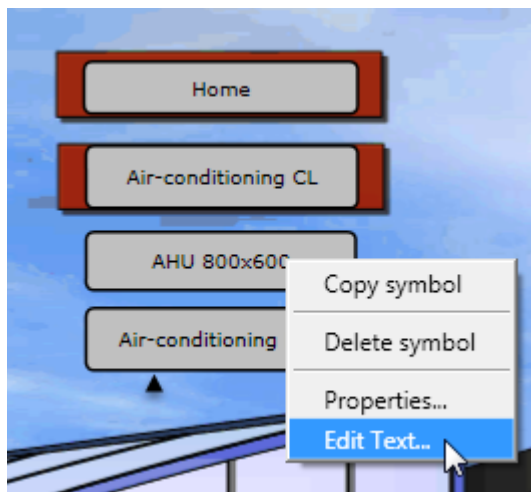 Home
Air-conditioning CL
AHU 800x600
Air-conditioning
Copy symbol
Delete symbol
Properties...
Edit Text...